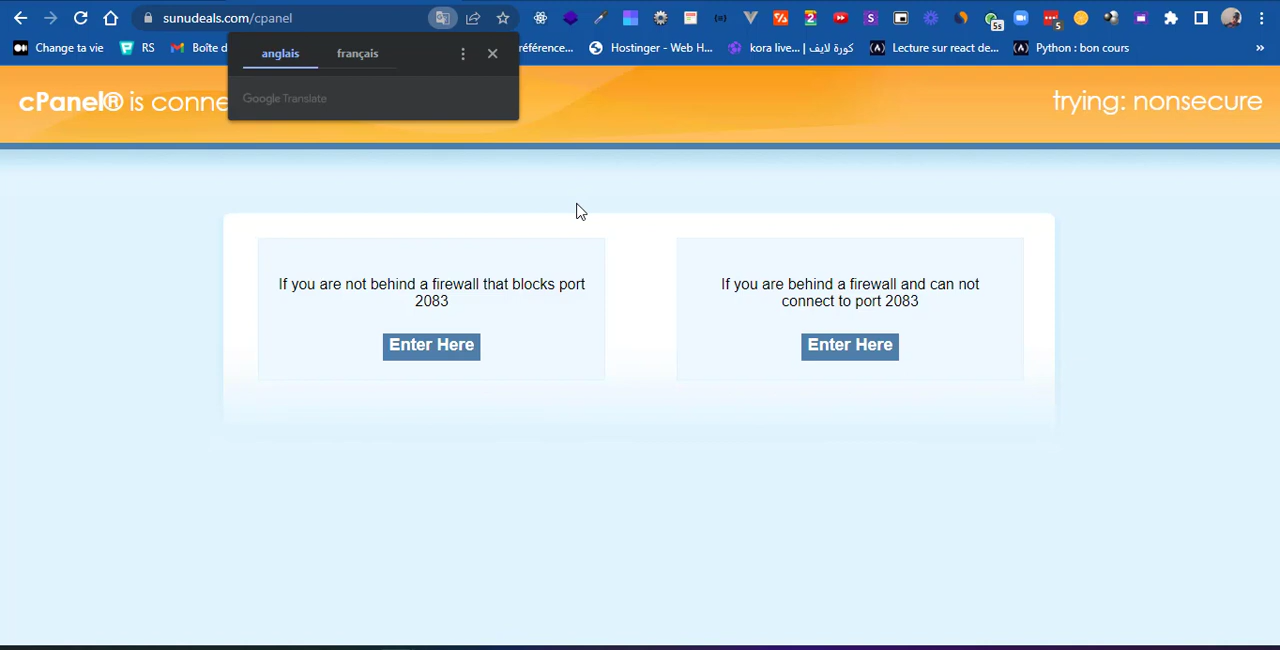 sunudeals.com/cpanel
5s
5
Change ta vie
RS
Boîte d
référence...
Hostinger - Web H...
kora live... | كورة لايف
Lecture sur react de...
Python : bon cours
»
anglais
français
Google Translate
cPanel® is conne
trying: nonsecure
If you are not behind a firewall that blocks port
2083
Enter Here
If you are behind a firewall and can not
connect to port 2083
Enter Here